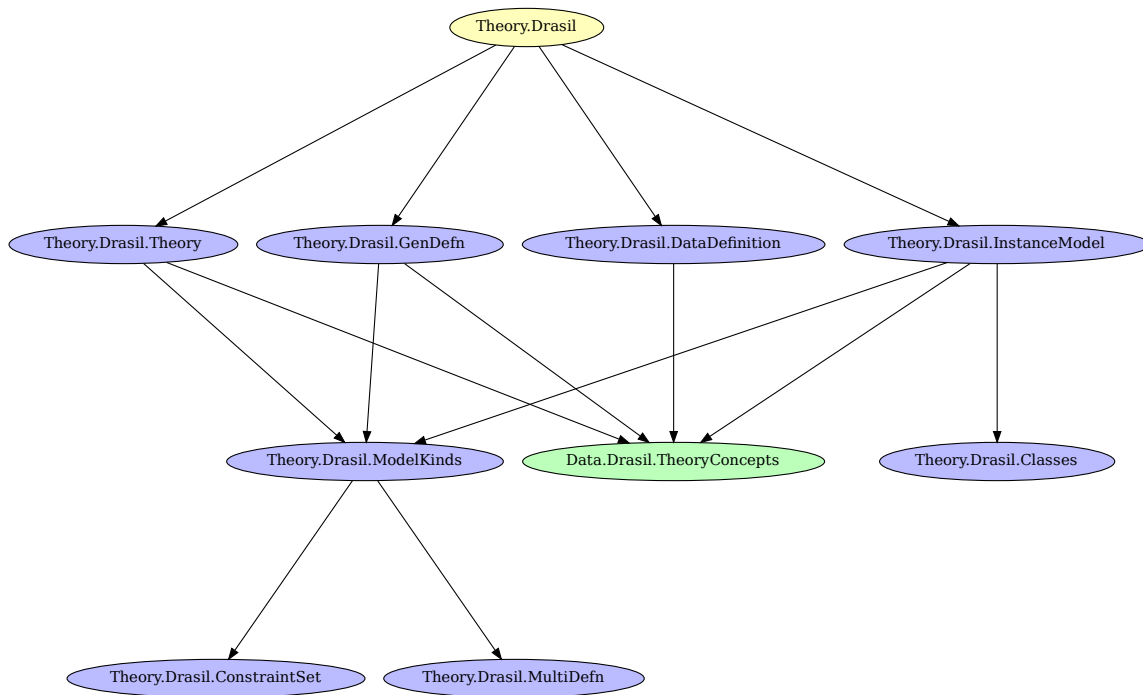 Theory.Drasil
Theory.Drasil.Theory
Theory.Drasil.GenDefn
Theory.Drasil.DataDefinition
Theory.Drasil.InstanceModel
Theory.Drasil.ModelKinds
Data.Drasil.TheoryConcepts
Theory.Drasil.Classes
Theory.Drasil.ConstraintSet
Theory.Drasil.MultiDefn